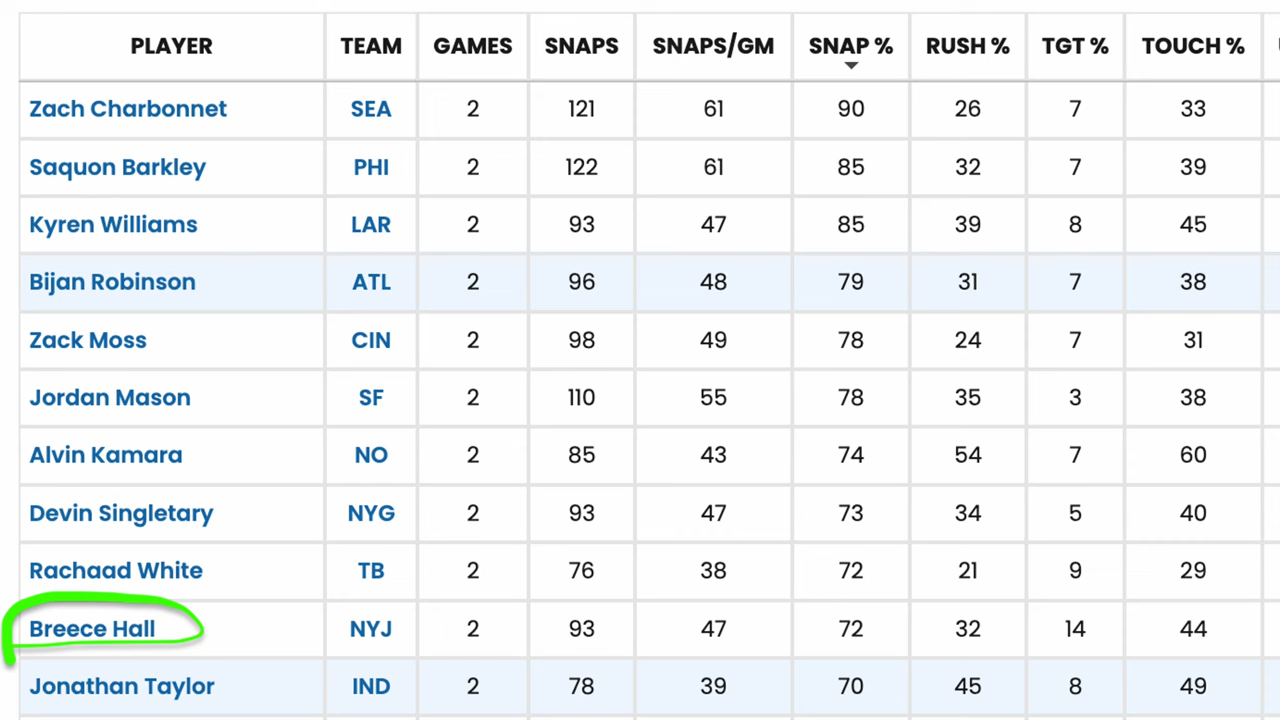 PLAYER TEAM GAMES SNAPS SNAPS/GM SNAP % RUSH % TGT % TOUCH %
Zach Charbonnet SEA 2 121 61 90 26 7 33
Saquon Barkley PHI 2 122 61 85 32 7 39
Kyren Williams LAR 2 93 47 85 39 8 45
Bijan Robinson ATL 2 96 48 79 31 7 38
Zack Moss CIN 2 98 49 78 24 7 31
Jordan Mason SF 2 110 55 78 35 3 38
Alvin Kamara NO 2 85 43 74 54 7 60
Devin Singletary NYG 2 93 47 73 34 5 40
Rachaad White TB 2 76 38 72 21 9 29
Breece Hall NYJ 2 93 47 72 32 14 44
Jonathan Taylor IND 2 78 39 70 45 8 49